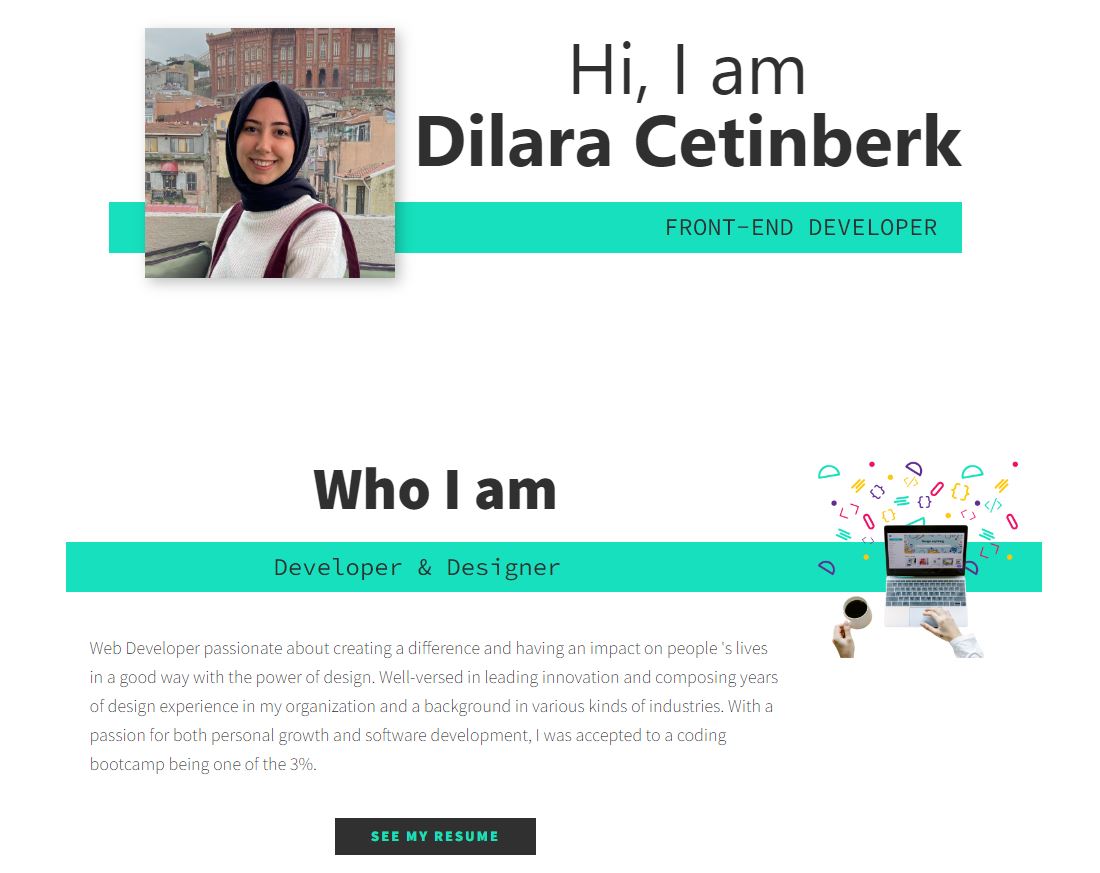 Hi, I am
Dilara Cetinberk
FRONT-END DEVELOPER
Who I am
Developer & Designer
Web Developer passionate about creating a difference and having an impact on people 's lives
in a good way with the power of design. Well-versed in leading innovation and composing years
of design experience in my organization and a background in various kinds of industries. With a
passion for both personal growth and software development, I was accepted to a coding
bootcamp being one of the 3%.
SEE MY RESUME